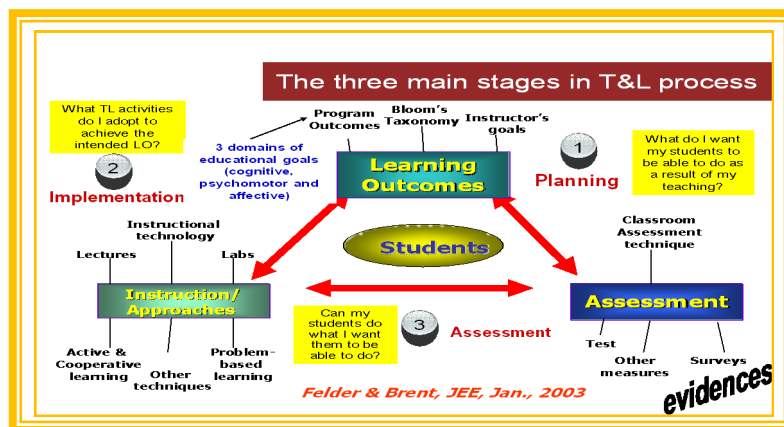 The three main stages in T&L process
What TL activities
do I adopt to
achieve the
intended LO?
2
Implementation
3 domains of
educational goals
(cognitive,
psychomotor and
affective)
Program
Outcomes
Bloom's
Taxonomy
Instructor's
goals
Learning
Outcomes
1
Planning
What do I want
my students to
be able to do as
a result of my
teaching?
Students
Instructional
technology
Lectures
Labs
Instruction/
Approaches
Active &
Cooperative
learning
Other
techniques
Problem-
based
learning
Can my
students do
what I want
them to be
able to do?
3
Assessment
Classroom
Assessment
technique
Assessment
Test
Other
measures
Surveys
evidences
Felder & Brent, JEE, Jan., 2003